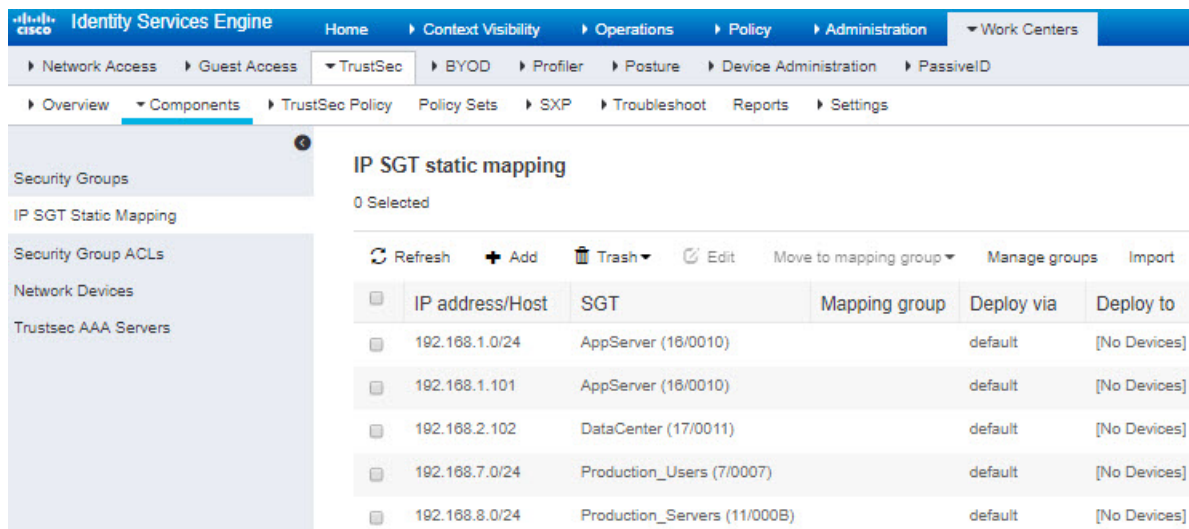 cisco Identity Services Engine Home Context Visibility Operations Policy Administration Work Centers
Network Access Guest Access TrustSec BYOD Profiler Posture Device Administration PassiveID
Overview Components TrustSec Policy Policy Sets SXP Troubleshoot Reports Settings
Security Groups
IP SGT Static Mapping
Security Group ACLs
Network Devices
Trustsec AAA Servers
IP SGT static mapping
0 Selected
Refresh Add Trash Edit Move to mapping group Manage groups Import
IP address/Host SGT Mapping group Deploy via Deploy to
192.168.1.0/24 AppServer (16/0010) default [No Devices]
192.168.1.101 AppServer (16/0010) default [No Devices]
192.168.2.102 DataCenter (17/0011) default [No Devices]
192.168.7.0/24 Production_Users (7/0007) default [No Devices]
192.168.8.0/24 Production_Servers (11/000B) default [No Devices]